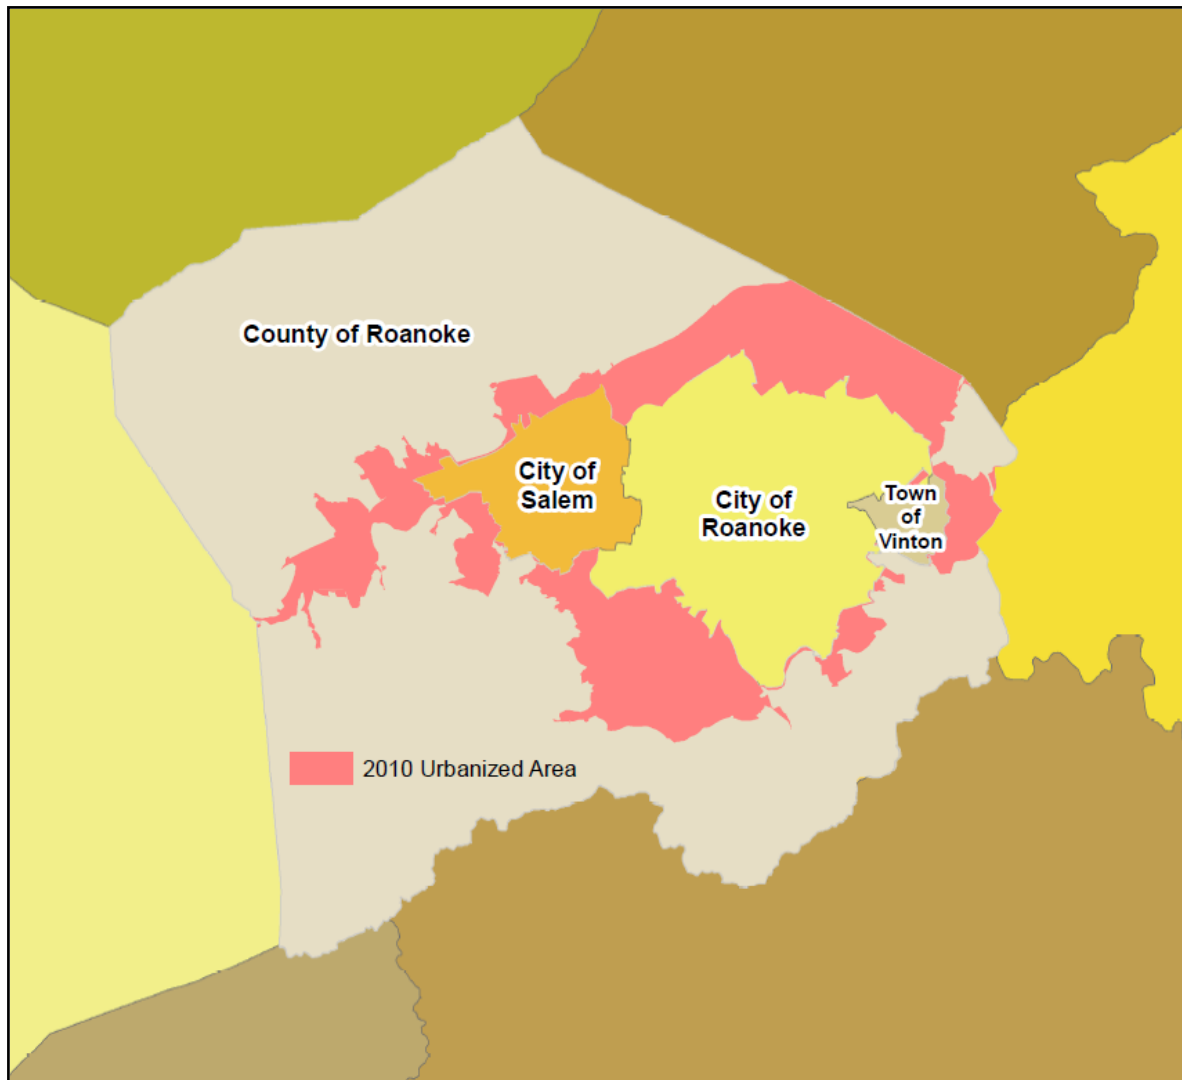 County of Roanoke
City of
Salem
City of
Roanoke
Town
of
Vinton
2010 Urbanized Area